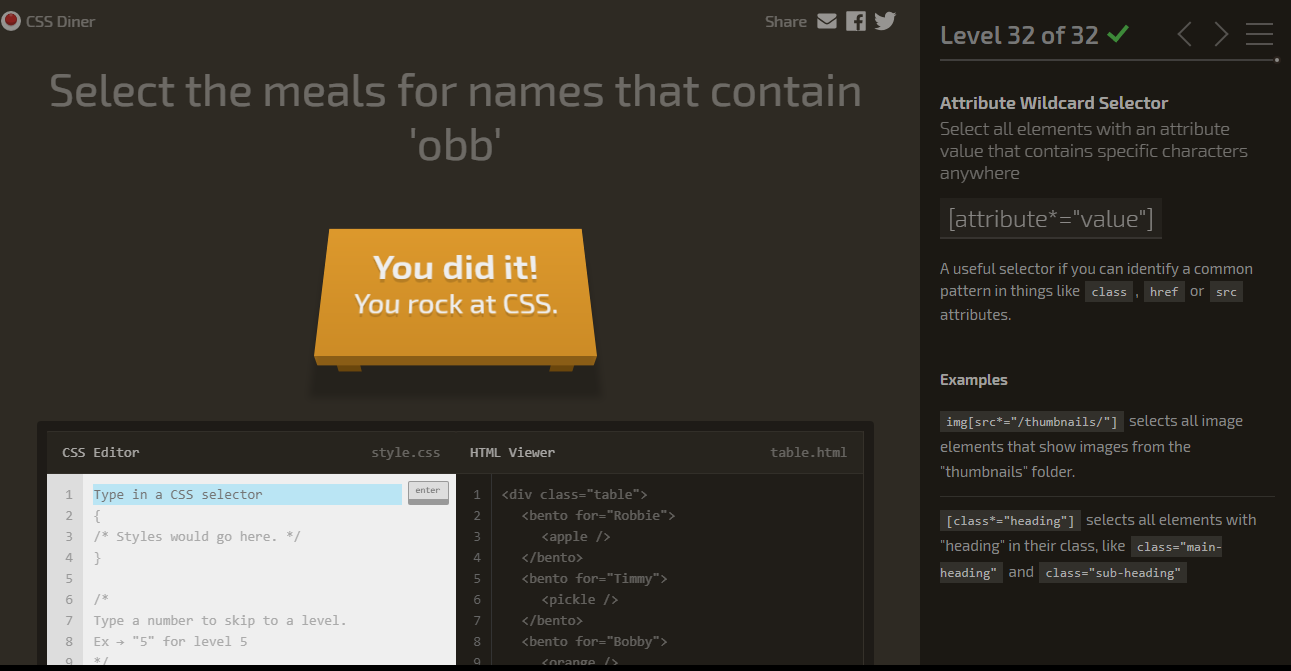 CSS Diner
Share
Select the meals for names that contain
'obb'
You did it!
You rock at CSS.
CSS Editor
style.css
HTML Viewer
table.html
1
Type in a CSS selector
enter
2
{
3
/* Styles would go here. */
4
}
5
6
/*
7
Type a number to skip to a level.
8
Ex → "5" for level 5
9
*/
1
<div class="table">
2
<bento for="Robbie">
3
<apple />
4
</bento>
5
<bento for="Timmy">
6
<pickle />
7
</bento>
8
<bento for="Bobby">
9
<orange />
Level 32 of 32
Attribute Wildcard Selector
Select all elements with an attribute
value that contains specific characters
anywhere
[attribute*="value"]
A useful selector if you can identify a common
pattern in things like class , href or src
attributes.
Examples
img[src*="/thumbnails/"] selects all image
elements that show images from the
"thumbnails" folder.
[class*="heading"] selects all elements with
"heading" in their class, like class="main-
heading" and class="sub-heading"